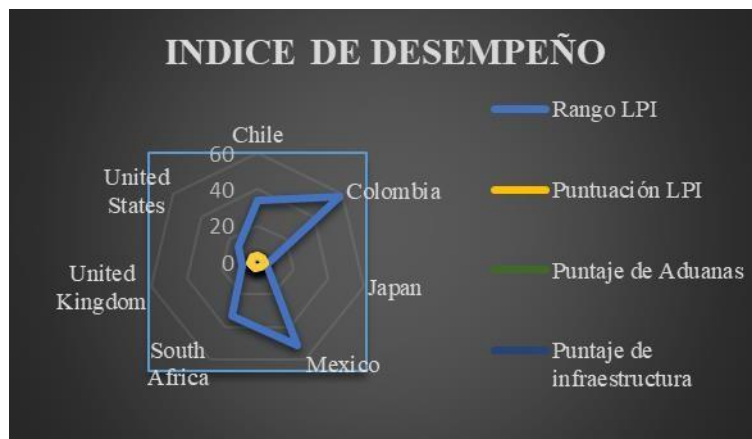 INDICE DE DESEMPEÑO
Chile
60
40
20
0
Colombia
Japan
Mexico
South
Africa
United
Kingdom
United
States
Rango LPI
Puntuación LPI
Puntaje de Aduanas
Puntaje de
infraestructura